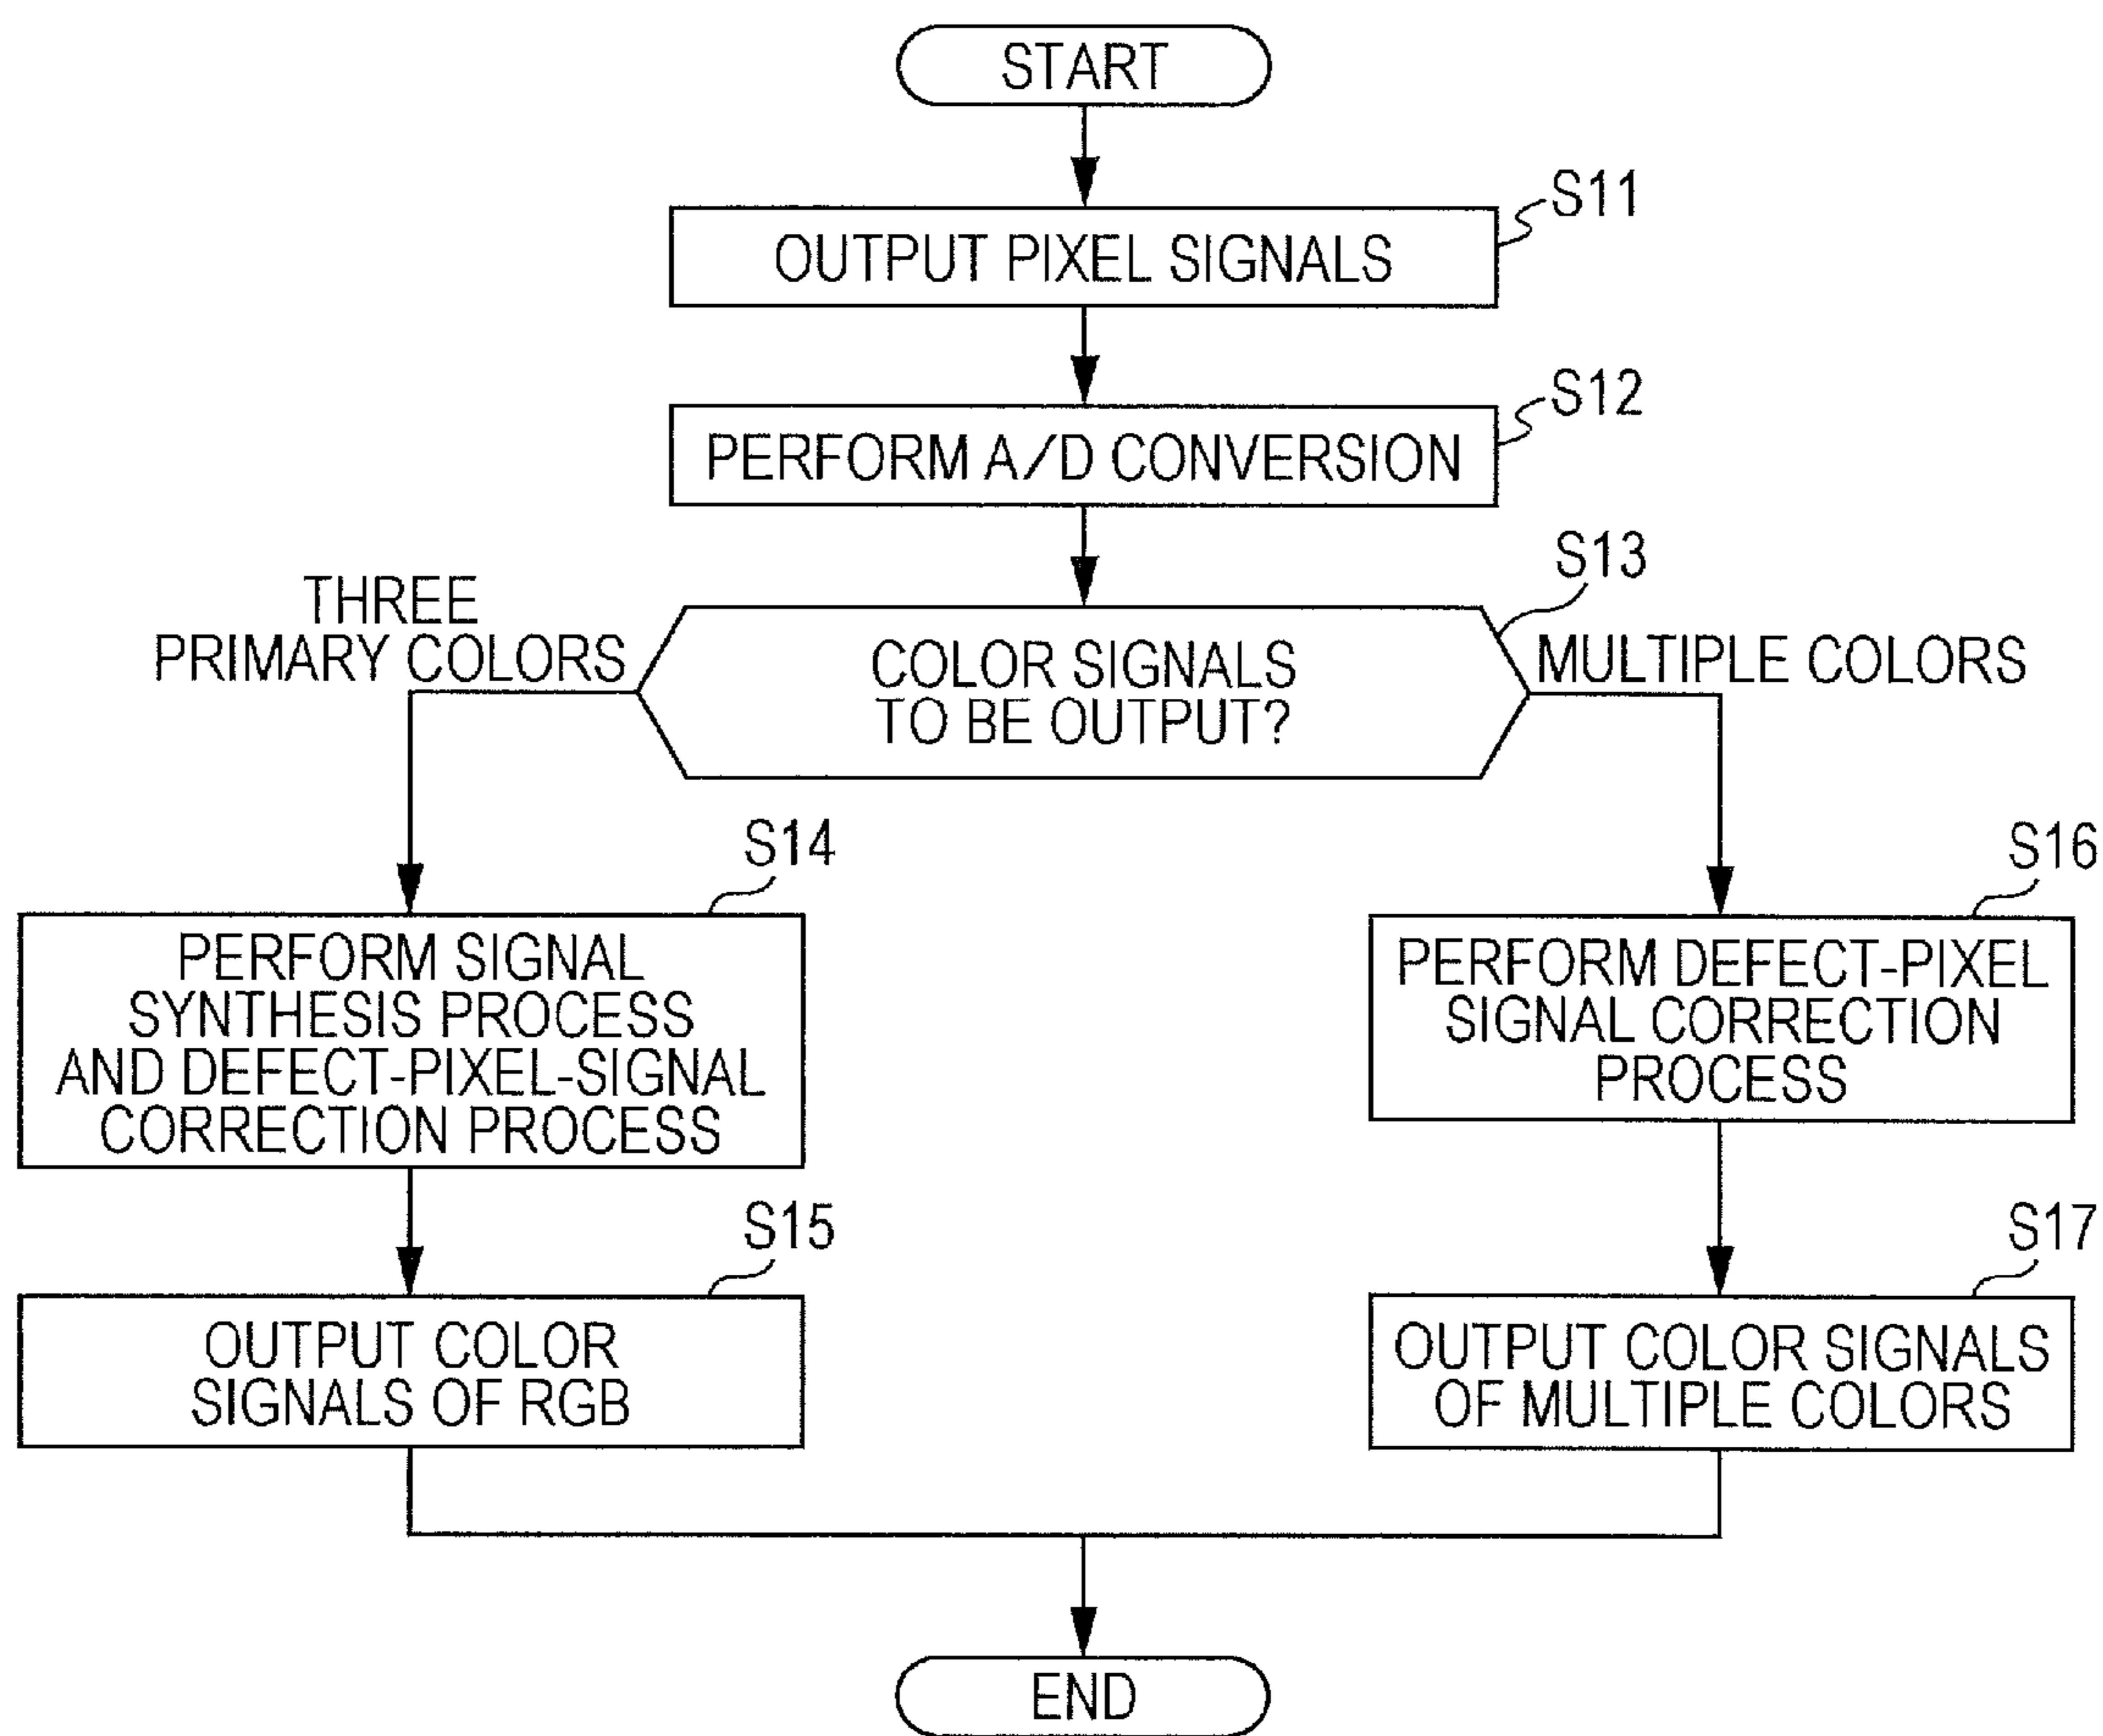 START
S11
OUTPUT PIXEL SIGNALS
S12
PERFORM A/D CONVERSION
S13
THREE
PRIMARY COLORS
COLOR SIGNALS
TO BE OUTPUT?
MULTIPLE COLORS
S14
PERFORM SIGNAL
SYNTHESIS PROCESS
AND DEFECT-PIXEL-SIGNAL
CORRECTION PROCESS
S16
PERFORM DEFECT-PIXEL
SIGNAL CORRECTION
PROCESS
S15
OUTPUT COLOR
SIGNALS OF RGB
S17
OUTPUT COLOR SIGNALS
OF MULTIPLE COLORS
END